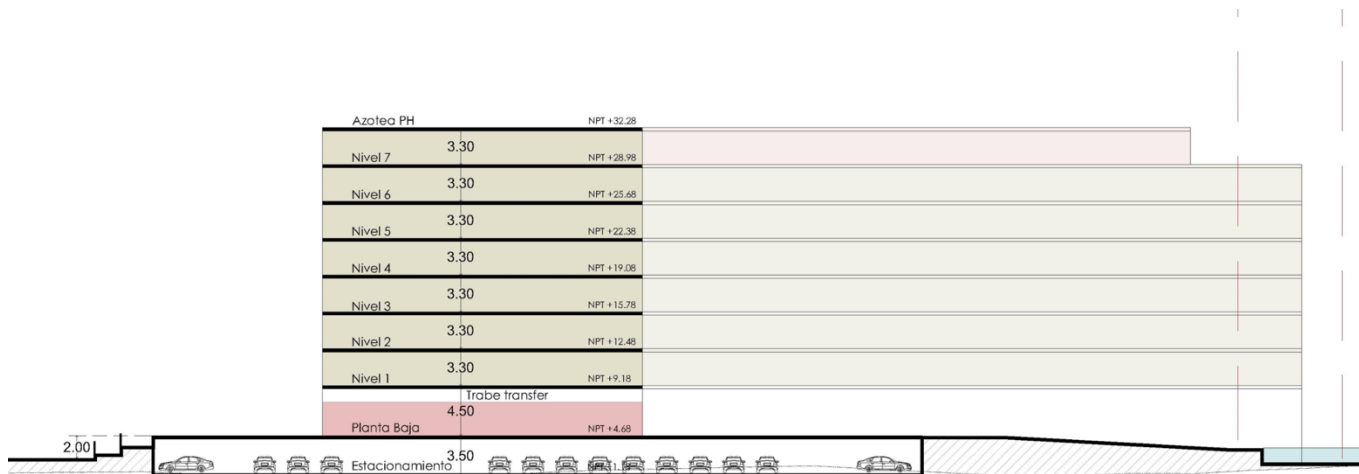 Azotea PH NPT +32.28
3.30
Nivel 7 NPT +28.98
3.30
Nivel 6 NPT +25.68
3.30
Nivel 5 NPT +22.38
3.30
Nivel 4 NPT +19.08
3.30
Nivel 3 NPT +15.78
3.30
Nivel 2 NPT +12.48
3.30
Nivel 1 NPT +9.18
Trabe transfer
4.50
Planta Baja NPT +4.68
2.00
3.50
Estacionamiento